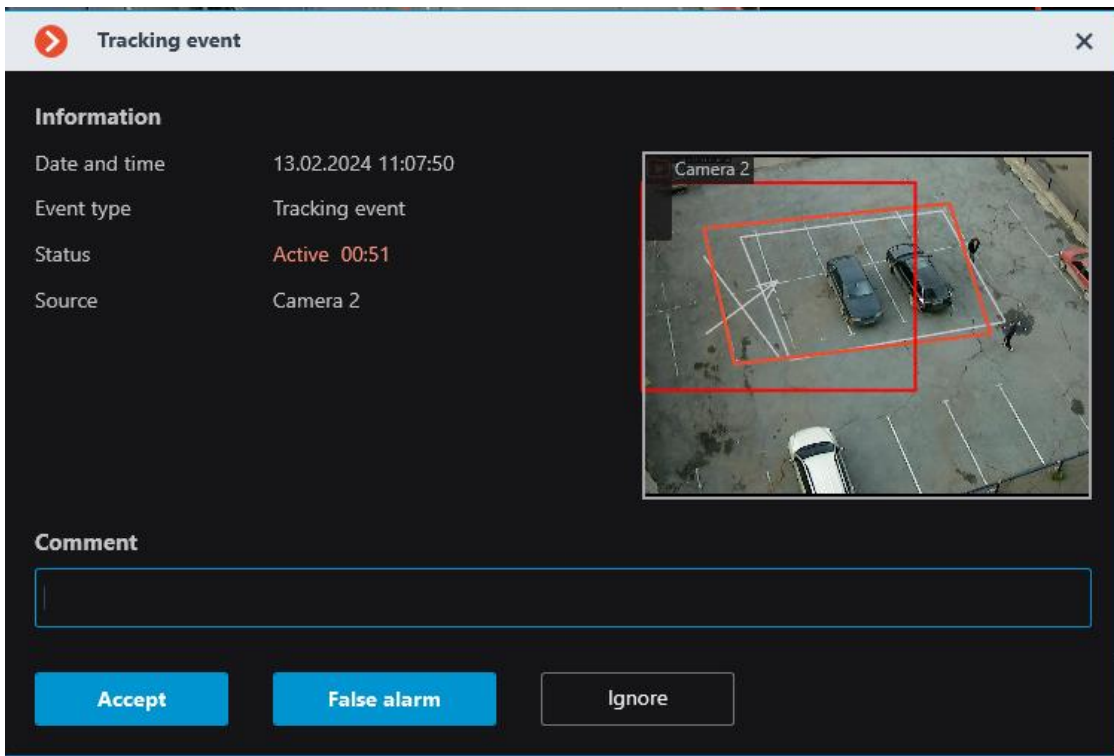 Tracking event
Information
Date and time 13.02.2024 11:07:50
Event type Tracking event
Status Active 00:51
Source Camera 2
Camera 2
Comment
Accept False alarm Ignore